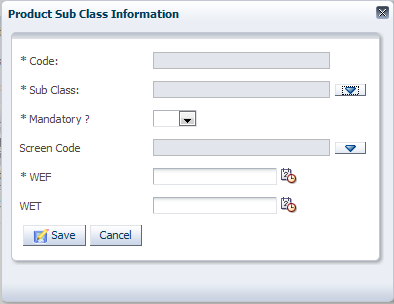 Product Sub Class Information
* Code:
* Sub Class:
* Mandatory ?
Screen Code
* WEF
WET
Save Cancel